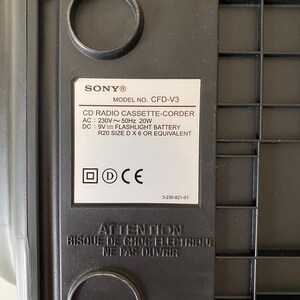 SONY®
MODEL NO. CFD-V3
CD RADIO CASSETTE-CORDER
AC : 230V ~ 50Hz 20W
DC : 9V ⎓ FLASHLIGHT BATTERY
R20 SIZE D X 6 OR EQUIVALENT
D CE
3-230-821-01
ATTENTION
RISQUE DE CHOC ELECTRIQUE
NE PAS OUVRIR